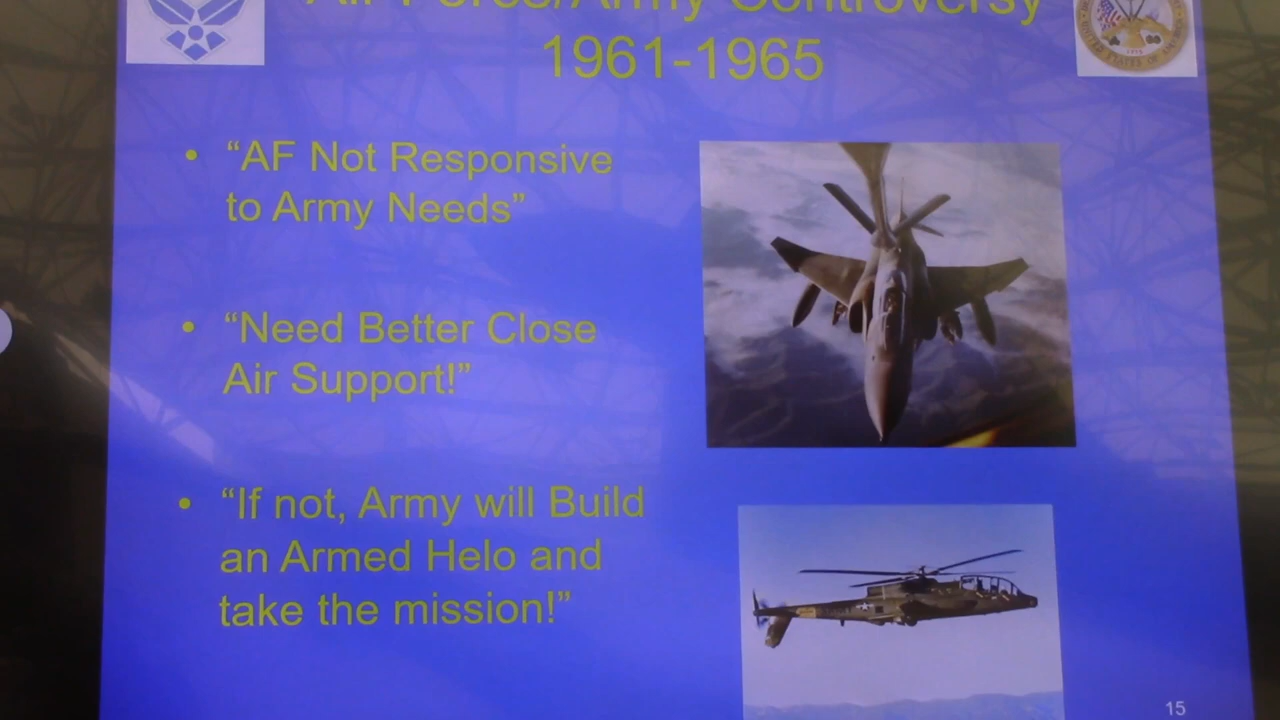 Air Force/Army Controversy
1961-1965
• “AF Not Responsive
to Army Needs”
• “Need Better Close
Air Support!”
• “If not, Army will Build
an Armed Helo and
take the mission!”
15